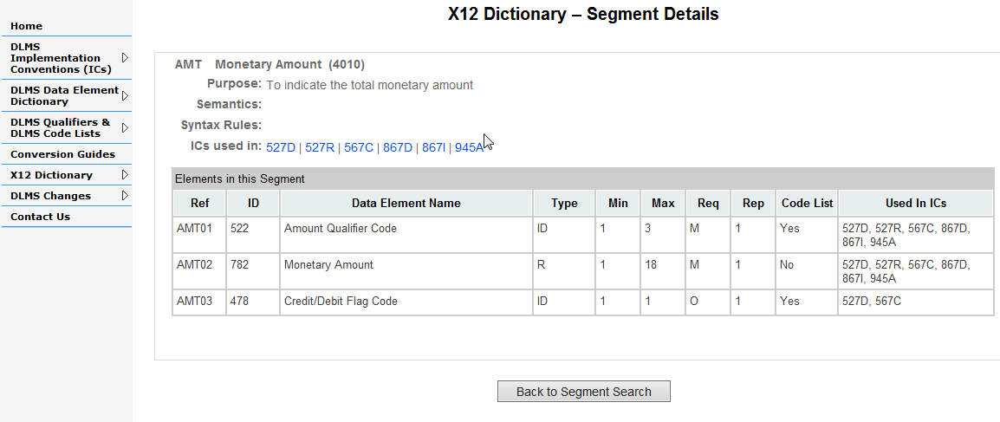 X12 Dictionary – Segment Details
Home
DLMS
Implementation
Conventions (ICs)
DLMS Data Element
Dictionary
DLMS Qualifiers &
DLMS Code Lists
Conversion Guides
X12 Dictionary
DLMS Changes
Contact Us
AMT Monetary Amount (4010)
Purpose: To indicate the total monetary amount
Semantics:
Syntax Rules:
ICs used in: 527D | 527R | 567C | 867D | 867I | 945A
Elements in this Segment
Ref ID Data Element Name Type Min Max Req Rep Code List Used In ICs
AMT01 522 Amount Qualifier Code ID 1 3 M 1 Yes 527D, 527R, 567C, 867D,
867I, 945A
AMT02 782 Monetary Amount R 1 18 M 1 No 527D, 527R, 567C, 867D,
867I, 945A
AMT03 478 Credit/Debit Flag Code ID 1 1 O 1 Yes 527D, 567C
Back to Segment Search